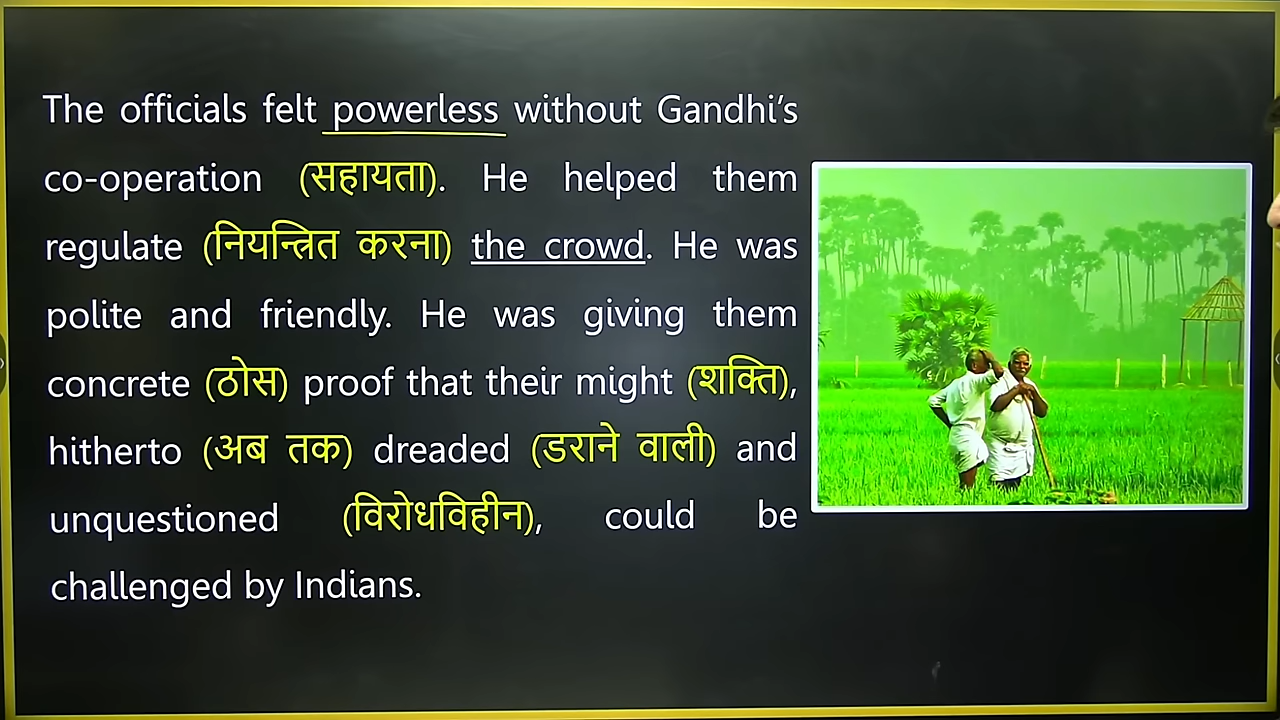 The officials felt powerless without Gandhi's
co-operation (सहायता). He helped them
regulate (नियन्त्रित करना) the crowd. He was
polite and friendly. He was giving them
concrete (ठोस) proof that their might (शक्ति),
hitherto (अब तक) dreaded (डराने वाली) and
unquestioned (विरोधविहीन), could be
challenged by Indians.